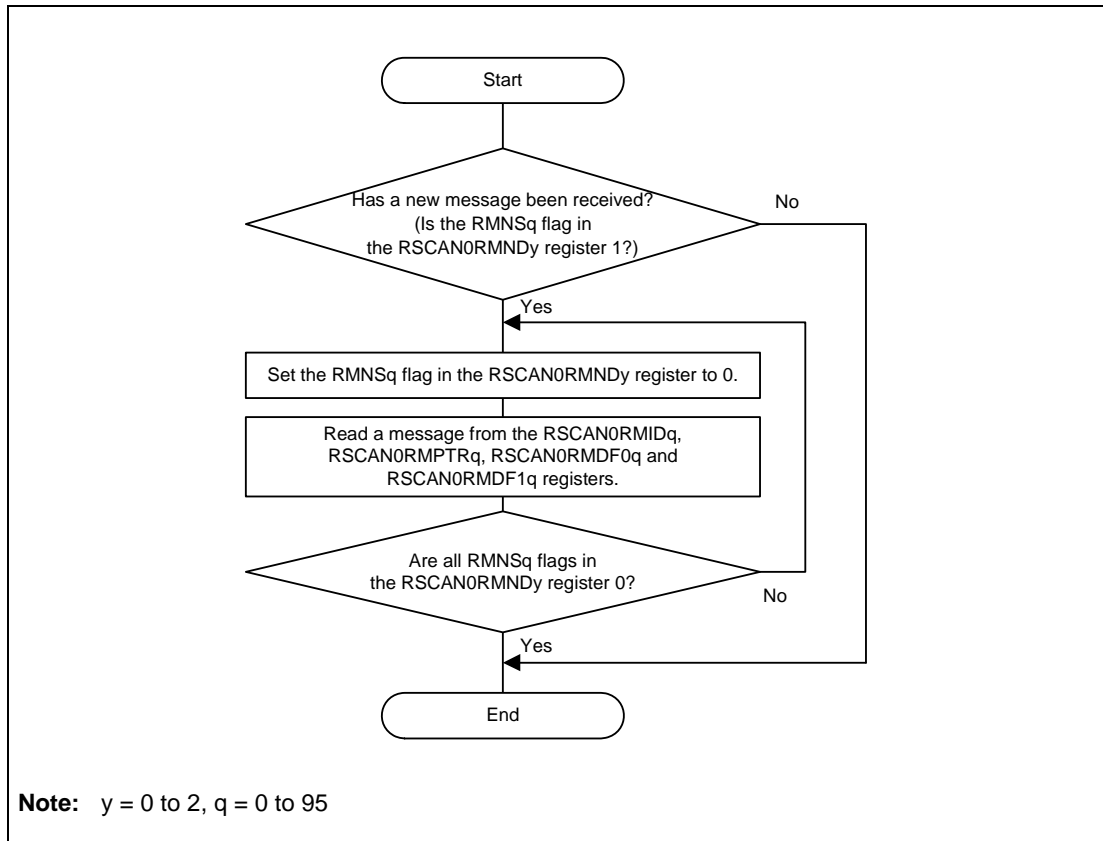 Start
Has a new message been received?
(Is the RMNSq flag in
the RSCAN0RMNDy register 1?)
No
Yes
Set the RMNSq flag in the RSCAN0RMNDy register to 0.
Read a message from the RSCAN0RMIDq,
RSCAN0RMPTRq, RSCAN0RMDF0q and
RSCAN0RMDF1q registers.
Are all RMNSq flags in
the RSCAN0RMNDy register 0?
No
Yes
End
Note: y = 0 to 2, q = 0 to 95